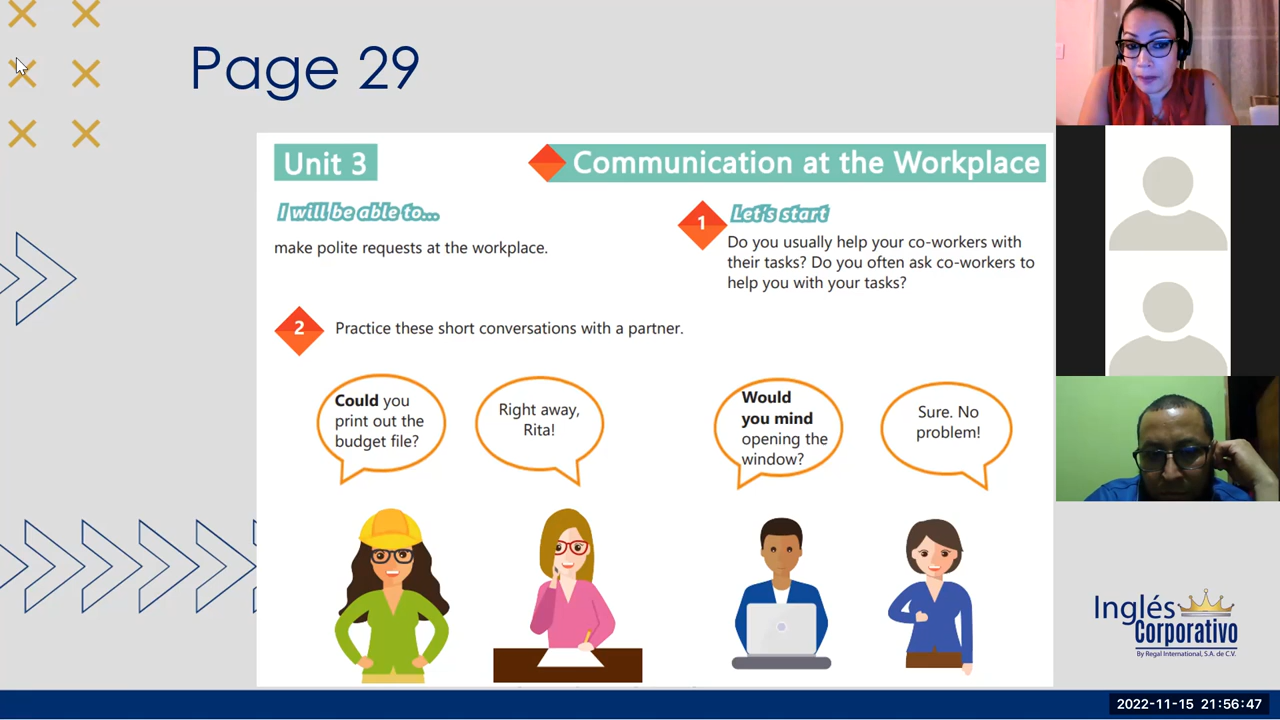 Page 29
Unit 3
Communication at the Workplace
I will be able to...
make polite requests at the workplace.
1
Let's start
Do you usually help your co-workers with
their tasks? Do you often ask co-workers to
help you with your tasks?
2
Practice these short conversations with a partner.
Could you
print out the
budget file?
Right away,
Rita!
Would
you mind
opening the
window?
Sure. No
problem!
Inglés
Corporativo
By Regal International, S.A. de C.V.
2022-11-15 21:56:47